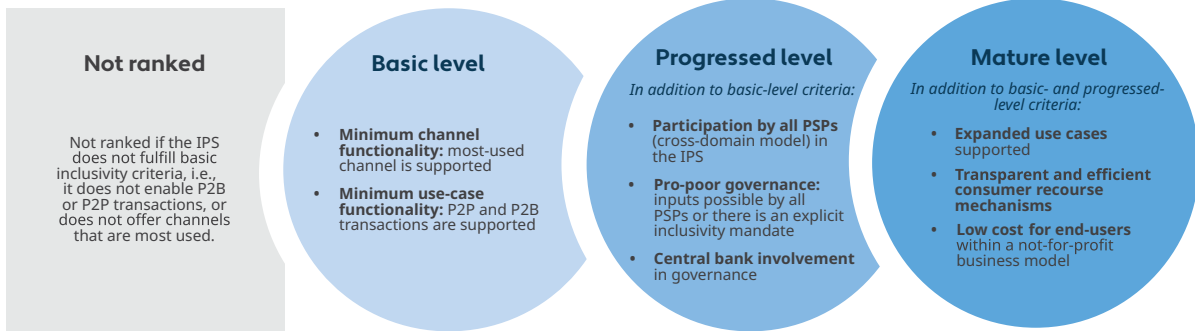 Not ranked
Not ranked if the IPS
does not fulfill basic
inclusivity criteria, i.e.,
it does not enable P2B
or P2P transactions, or
does not offer channels
that are most used.
Basic level
• Minimum channel
functionality: most-used
channel is supported
• Minimum use-case
functionality: P2P and P2B
transactions are supported
Progressed level
In addition to basic-level criteria:
• Participation by all PSPs
(cross-domain model) in
the IPS
• Pro-poor governance:
inputs possible by all
PSPs or there is an explicit
inclusivity mandate
• Central bank involvement
in governance
Mature level
In addition to basic- and progressed-
level criteria:
• Expanded use cases
supported
• Transparent and efficient
consumer recourse
mechanisms
• Low cost for end-users
within a not-for-profit
business model